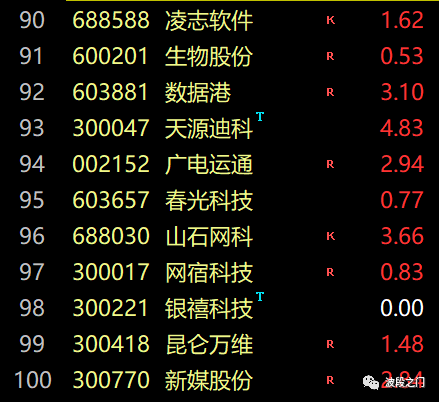 90 688588 凌志软件 K 1.62
91 600201 生物股份 R 0.53
92 603881 数据港 R 3.10
93 300047 天源迪科 T 4.83
94 002152 广电运通 R 2.94
95 603657 春光科技 0.77
96 688030 山石网科 K 3.66
97 300017 网宿科技 R 0.83
98 300221 银禧科技 T 0.00
99 300418 昆仑万维 R 1.48
100 300770 新媒股份 R
波段之门